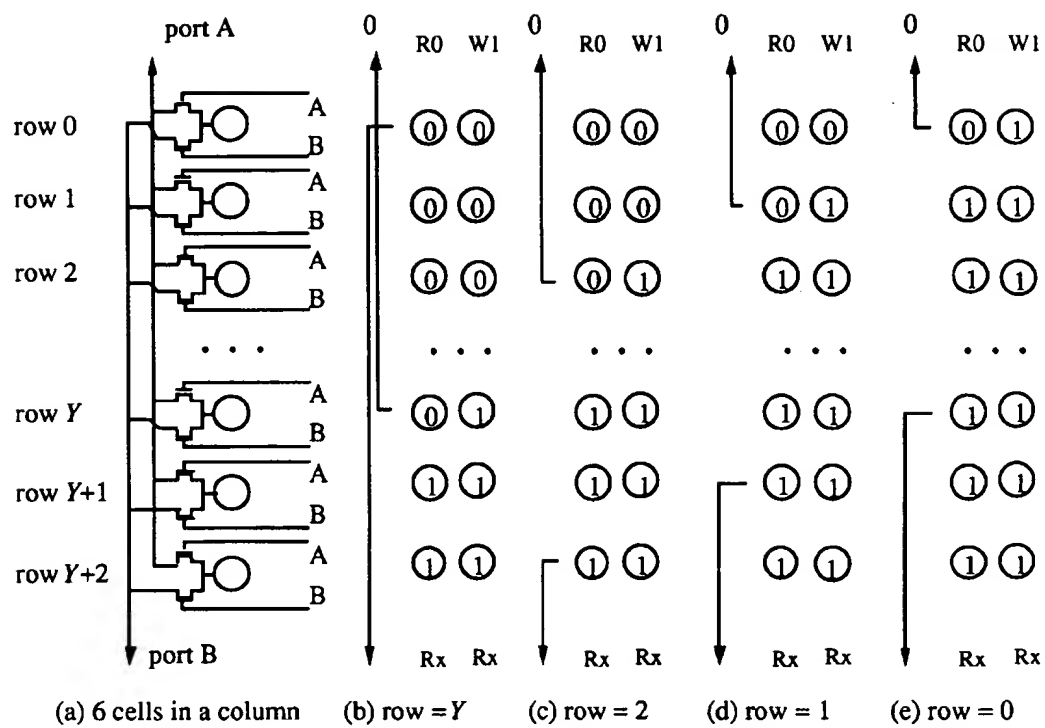 port A 0 0 0 0
R0 W1 R0 W1 R0 W1 R0 W1
row 0 A 0 0 0 0 0 0 0 1
B
row 1 A 0 0 0 0 0 1 1 1
B
row 2 A 0 0 0 1 1 1 1 1
B
. . . . . . . . . . . . . . .
row Y A 0 1 1 1 1 1 1 1
B
row Y+1 A 1 1 1 1 1 1 1 1
B
row Y+2 A 1 1 1 1 1 1 1 1
B
port B Rx Rx Rx Rx Rx Rx Rx Rx
(a) 6 cells in a column (b) row = Y (c) row = 2 (d) row = 1 (e) row = 0